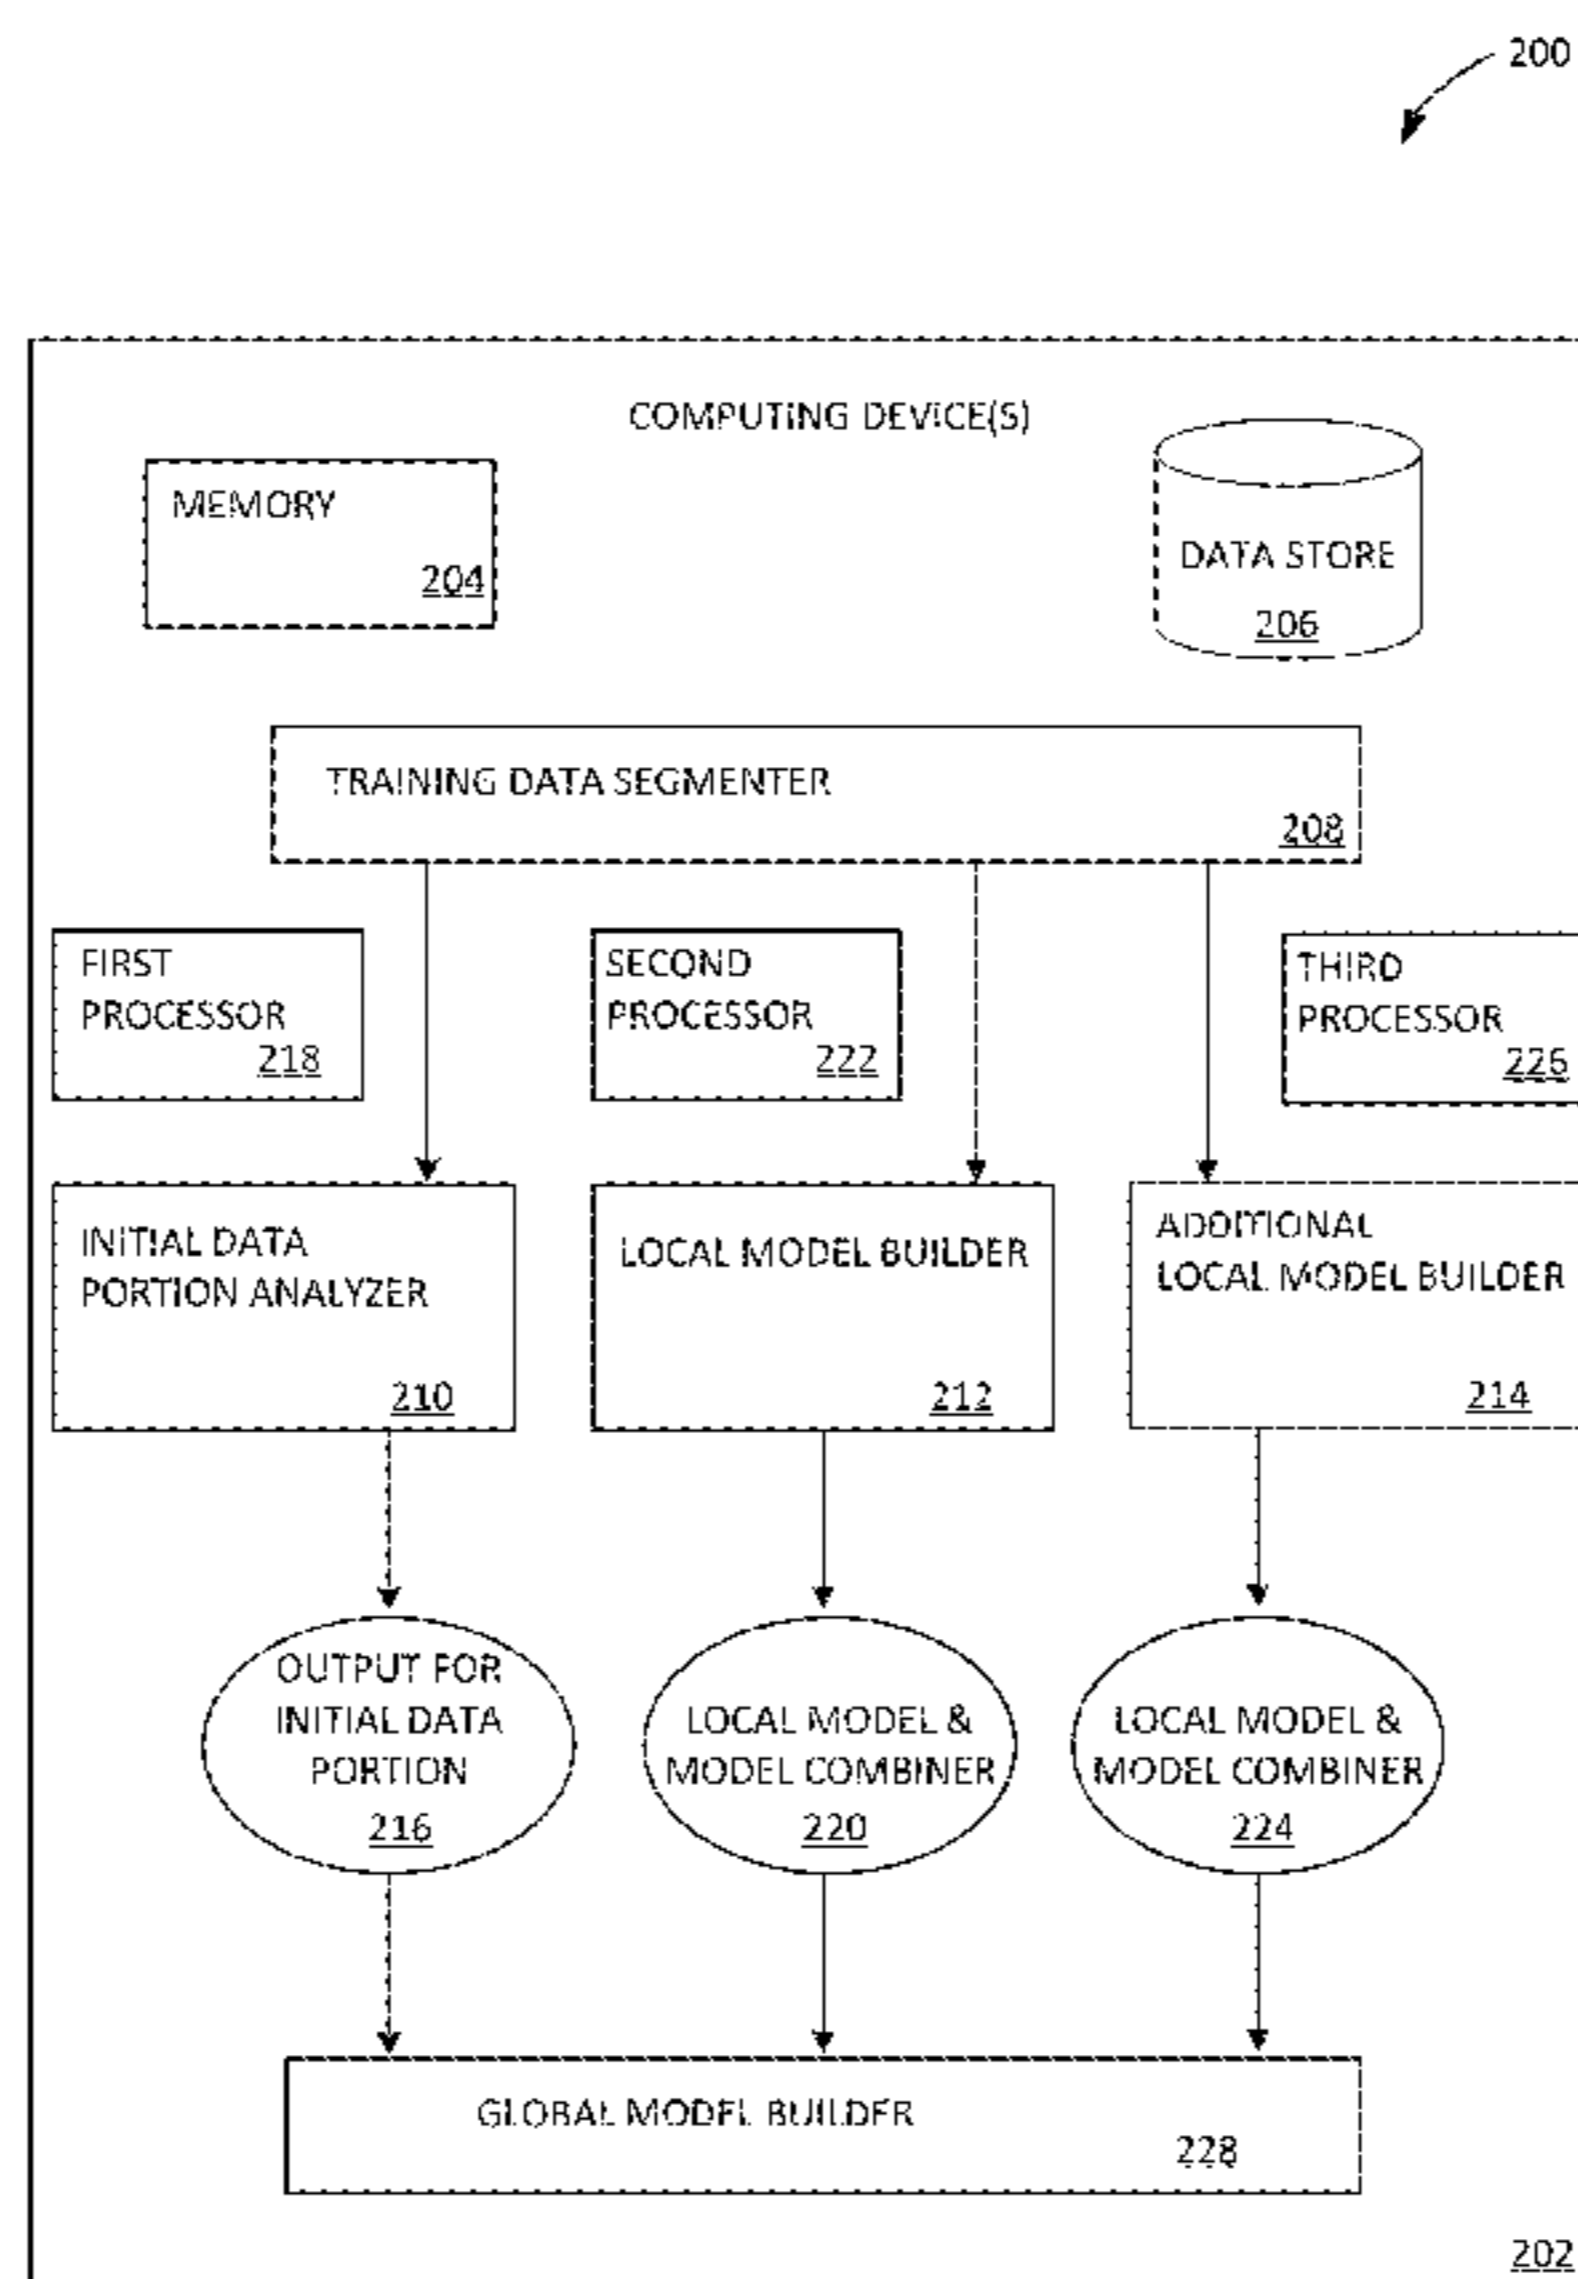 200
COMPUTING DEVICE(S)
MEMORY
204
DATA STORE
206
TRAINING DATA SEGMENTER
208
FIRST
PROCESSOR
218
SECOND
PROCESSOR
222
THIRD
PROCESSOR
226
INITIAL DATA
PORTION ANALYZER
210
LOCAL MODEL BUILDER
212
ADDITIONAL
LOCAL MODEL BUILDER
214
OUTPUT FOR
INITIAL DATA
PORTION
216
LOCAL MODEL &
MODEL COMBINER
220
LOCAL MODEL &
MODEL COMBINER
224
GLOBAL MODEL BUILDER
228
202